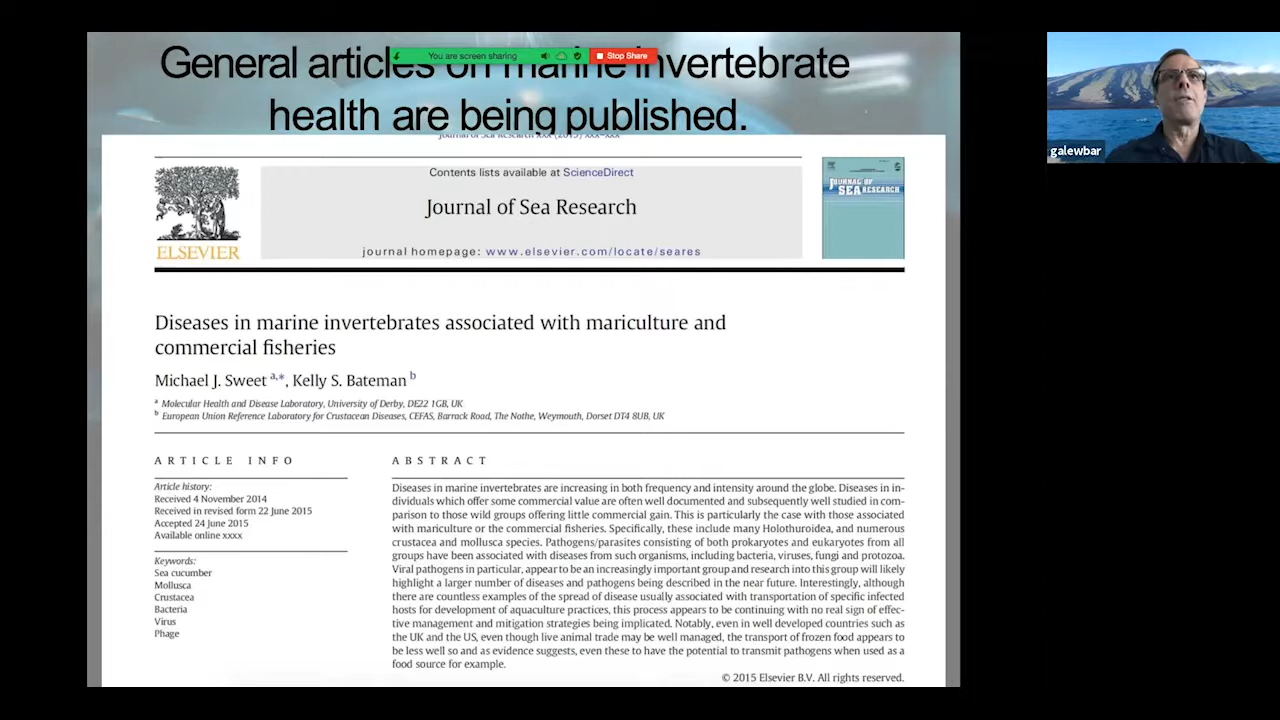 General articles on marine invertebrate
You are screen sharing
Stop Share
health are being published.
Journal of Sea Research xxx (2015) xxx–xxx
Contents lists available at ScienceDirect
Journal of Sea Research
journal homepage: www.elsevier.com/locate/seares
ELSEVIER
JOURNAL OF
SEA RESEARCH
Diseases in marine invertebrates associated with mariculture and
commercial fisheries
Michael J. Sweet a,*, Kelly S. Bateman b
a Molecular Health and Disease Laboratory, University of Derby, DE22 1GB, UK
b European Union Reference Laboratory for Crustacean Diseases, CEFAS, Barrack Road, The Nothe, Weymouth, Dorset DT4 8UB, UK
ARTICLE INFO
Article history:
Received 4 November 2014
Received in revised form 22 June 2015
Accepted 24 June 2015
Available online xxxx
Keywords:
Sea cucumber
Mollusca
Crustacea
Bacteria
Virus
Phage
ABSTRACT
Diseases in marine invertebrates are increasing in both frequency and intensity around the globe. Diseases in in-
dividuals which offer some commercial value are often well documented and subsequently well studied in com-
parison to those wild groups offering little commercial gain. This is particularly the case with those associated
with mariculture or the commercial fisheries. Specifically, these include many Holothuroidea, and numerous
crustacea and mollusca species. Pathogens/parasites consisting of both prokaryotes and eukaryotes from all
groups have been associated with diseases from such organisms, including bacteria, viruses, fungi and protozoa.
Viral pathogens in particular, appear to be an increasingly important group and research into this group will likely
highlight a larger number of diseases and pathogens being described in the near future. Interestingly, although
there are countless examples of the spread of disease usually associated with transportation of specific infected
hosts for development of aquaculture practices, this process appears to be continuing with no real sign of effec-
tive management and mitigation strategies being implicated. Notably, even in well developed countries such as
the UK and the US, even though live animal trade may be well managed, the transport of frozen food appears to
be less well so and as evidence suggests, even these to have the potential to transmit pathogens when used as a
food source for example.
© 2015 Elsevier B.V. All rights reserved.
galewbar